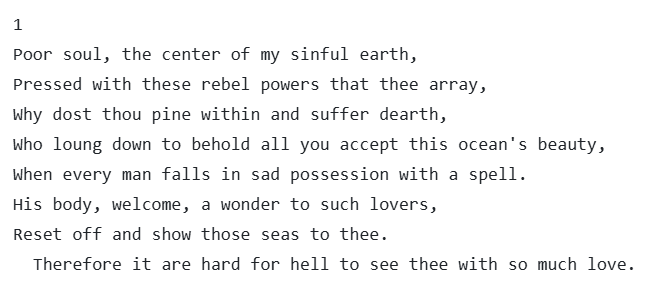 1
Poor soul, the center of my sinful earth,
Pressed with these rebel powers that thee array,
Why dost thou pine within and suffer dearth,
Who loung down to behold all you accept this ocean's beauty,
When every man falls in sad possession with a spell.
His body, welcome, a wonder to such lovers,
Reset off and show those seas to thee.
Therefore it are hard for hell to see thee with so much love.